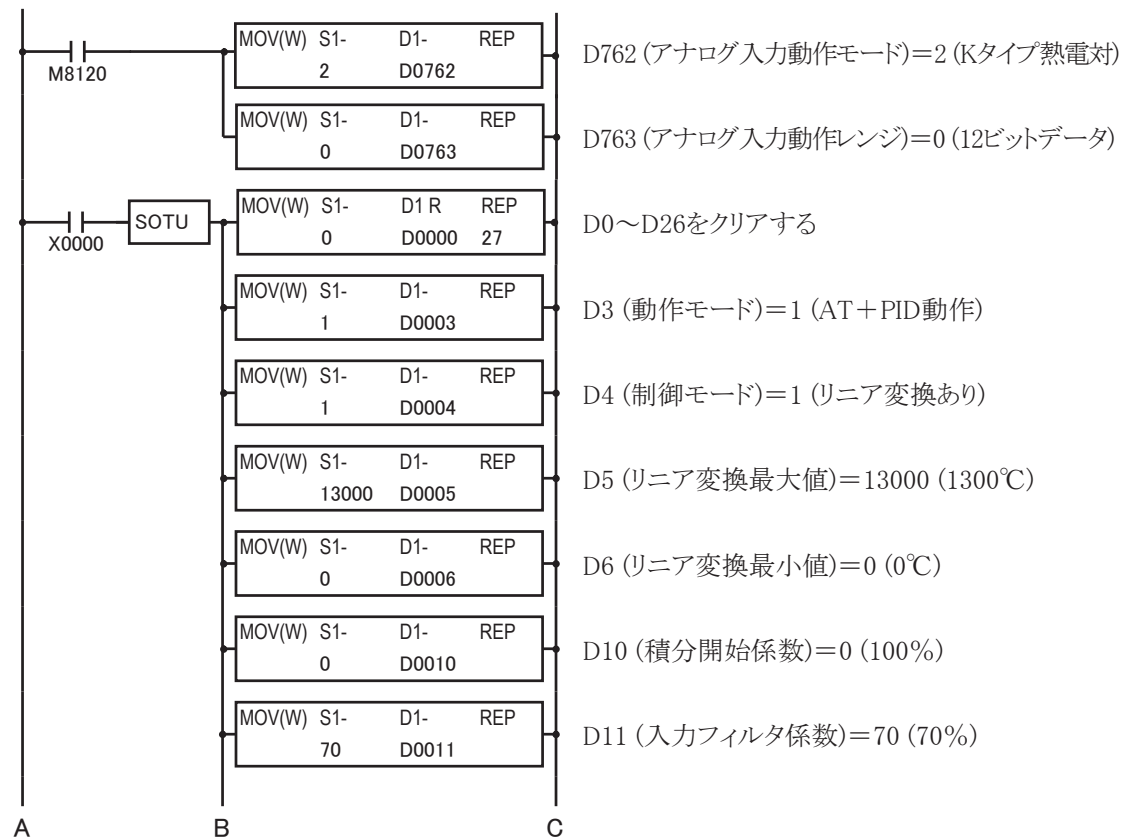 MOV(W) S1- D1- REP
2 D0762
M8120
D762 (アナログ入力動作モード)＝2 (Kタイプ熱電対)
MOV(W) S1- D1- REP
0 D0763
D763 (アナログ入力動作レンジ)＝0 (12ビットデータ)
X0000
SOTU
MOV(W) S1- D1 R REP
0 D0000 27
D0～D26をクリアする
MOV(W) S1- D1- REP
1 D0003
D3 (動作モード)＝1 (AT＋PID動作)
MOV(W) S1- D1- REP
1 D0004
D4 (制御モード)＝1 (リニア変換あり)
MOV(W) S1- D1- REP
13000 D0005
D5 (リニア変換最大値)＝13000 (1300℃)
MOV(W) S1- D1- REP
0 D0006
D6 (リニア変換最小値)＝0 (0℃)
MOV(W) S1- D1- REP
0 D0010
D10 (積分開始係数)＝0 (100％)
MOV(W) S1- D1- REP
70 D0011
D11 (入力フィルタ係数)＝70 (70％)
A B C